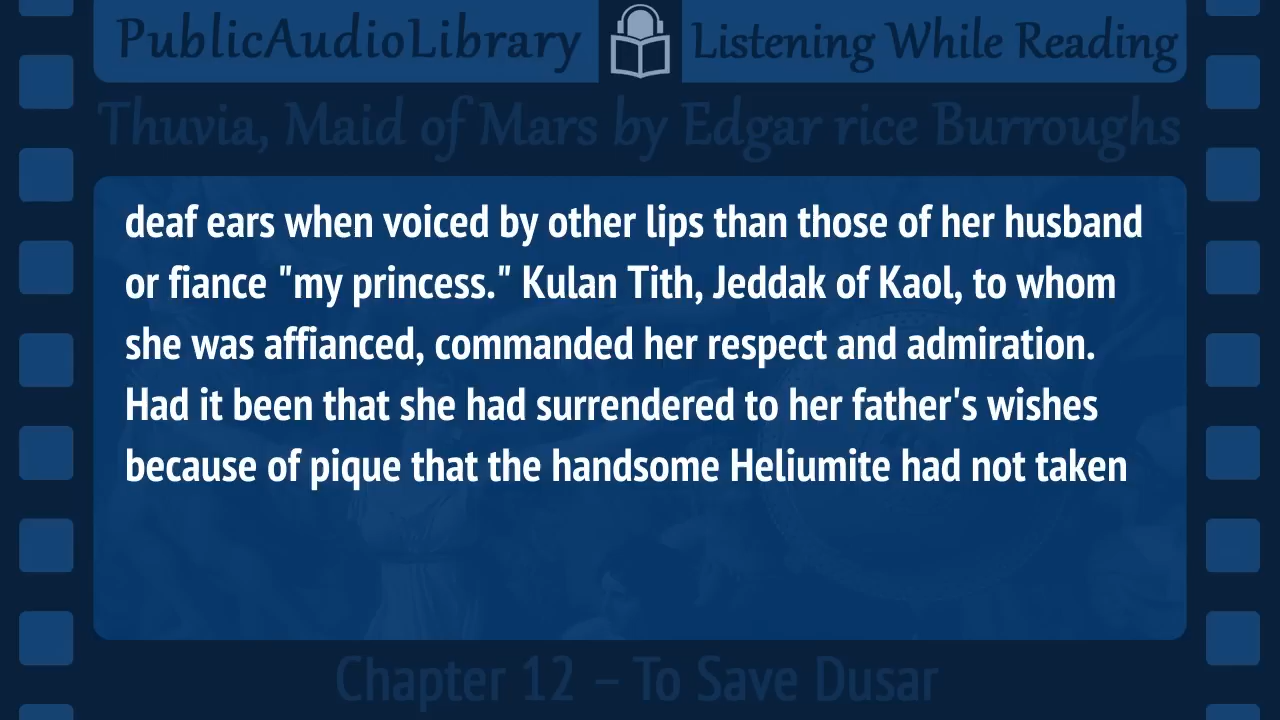 PublicAudioLibrary Listening While Reading
Thuvia, Maid of Mars by Edgar rice Burroughs
deaf ears when voiced by other lips than those of her husband
or fiance "my princess." Kulan Tith, Jeddak of Kaol, to whom
she was affianced, commanded her respect and admiration.
Had it been that she had surrendered to her father's wishes
because of pique that the handsome Heliumite had not taken
Chapter 12 – To Save Dusar